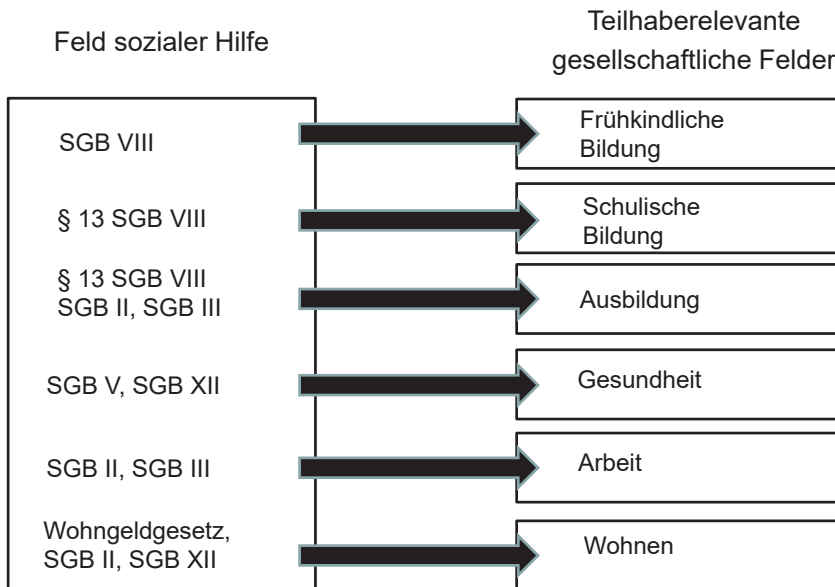 Feld sozialer Hilfe
Teilhaberelevante
gesellschaftliche Felder
SGB VIII
Frühkindliche
Bildung
§ 13 SGB VIII
Schulische
Bildung
§ 13 SGB VIII
SGB II, SGB III
Ausbildung
SGB V, SGB XII
Gesundheit
SGB II, SGB III
Arbeit
Wohngeldgesetz,
SGB II, SGB XII
Wohnen